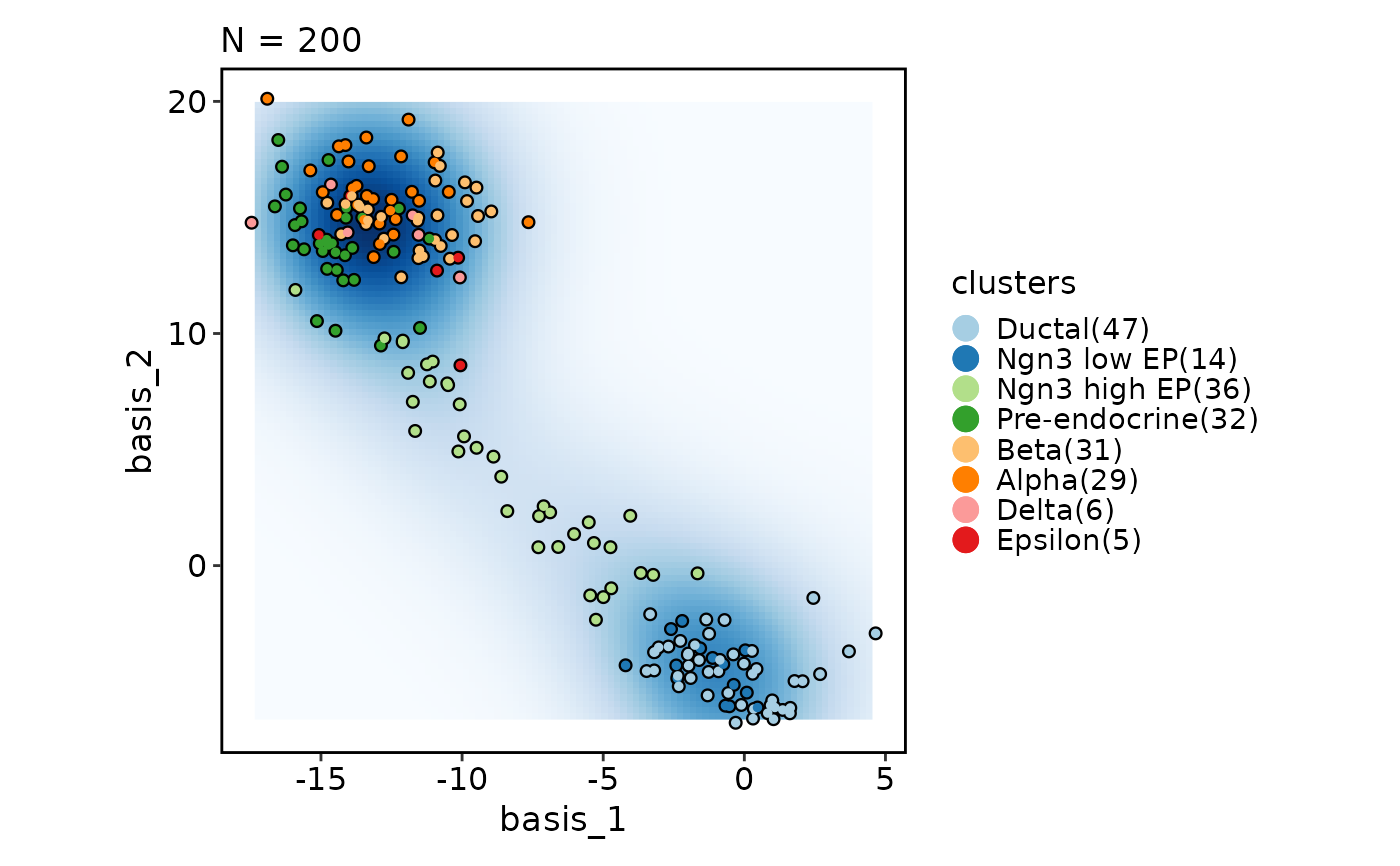 N = 200
20
10
0
basis_2
-15
-10
-5
0
5
basis_1
clusters
Ductal(47)
Ngn3 low EP(14)
Ngn3 high EP(36)
Pre-endocrine(32)
Beta(31)
Alpha(29)
Delta(6)
Epsilon(5)